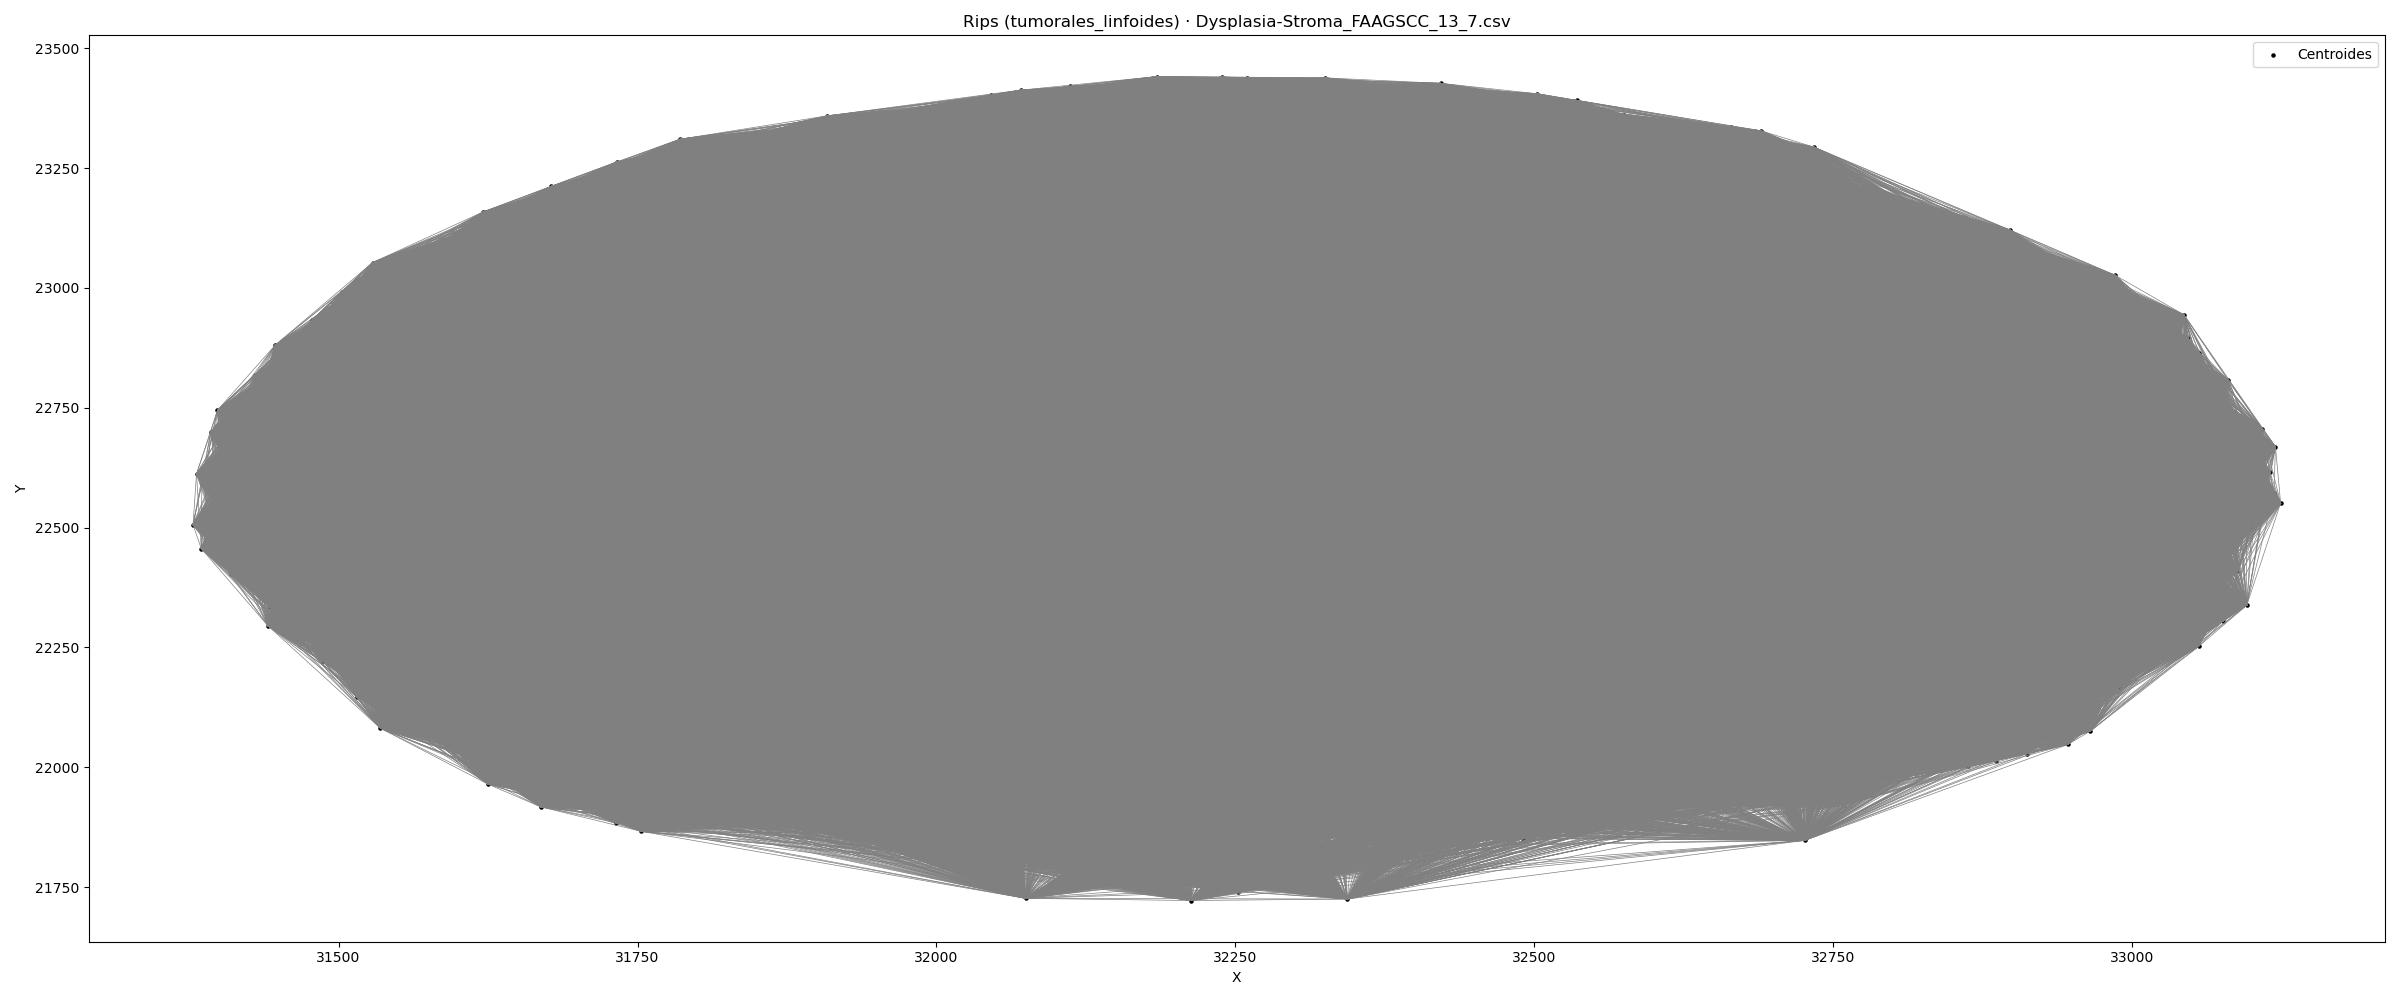 Rips (tumorales_linfoides) · Dysplasia-Stroma_FAAGSCC_13_7.csv
Centroides
23500
23250
23000
22750
22500
22250
22000
21750
Y
31500 31750 32000 32250 32500 32750 33000
X